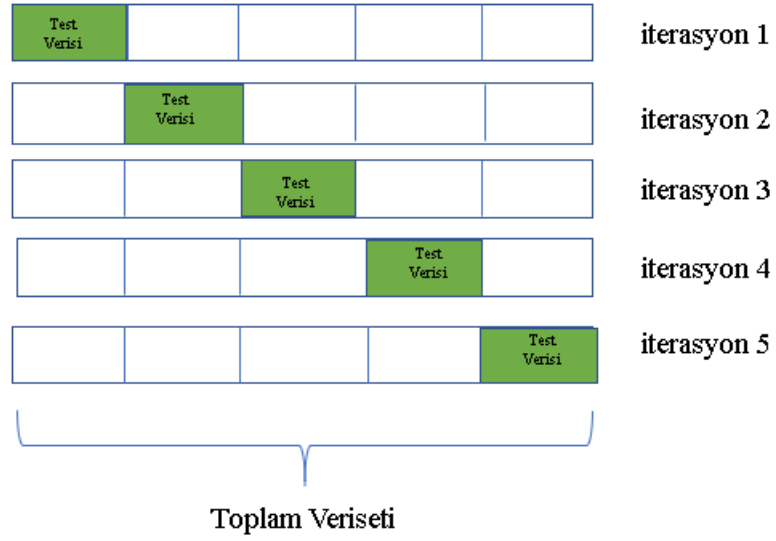 Test
Verisi
iterasyon 1
Test
Verisi
iterasyon 2
Test
Verisi
iterasyon 3
Test
Verisi
iterasyon 4
Test
Verisi
iterasyon 5
Toplam Veriseti